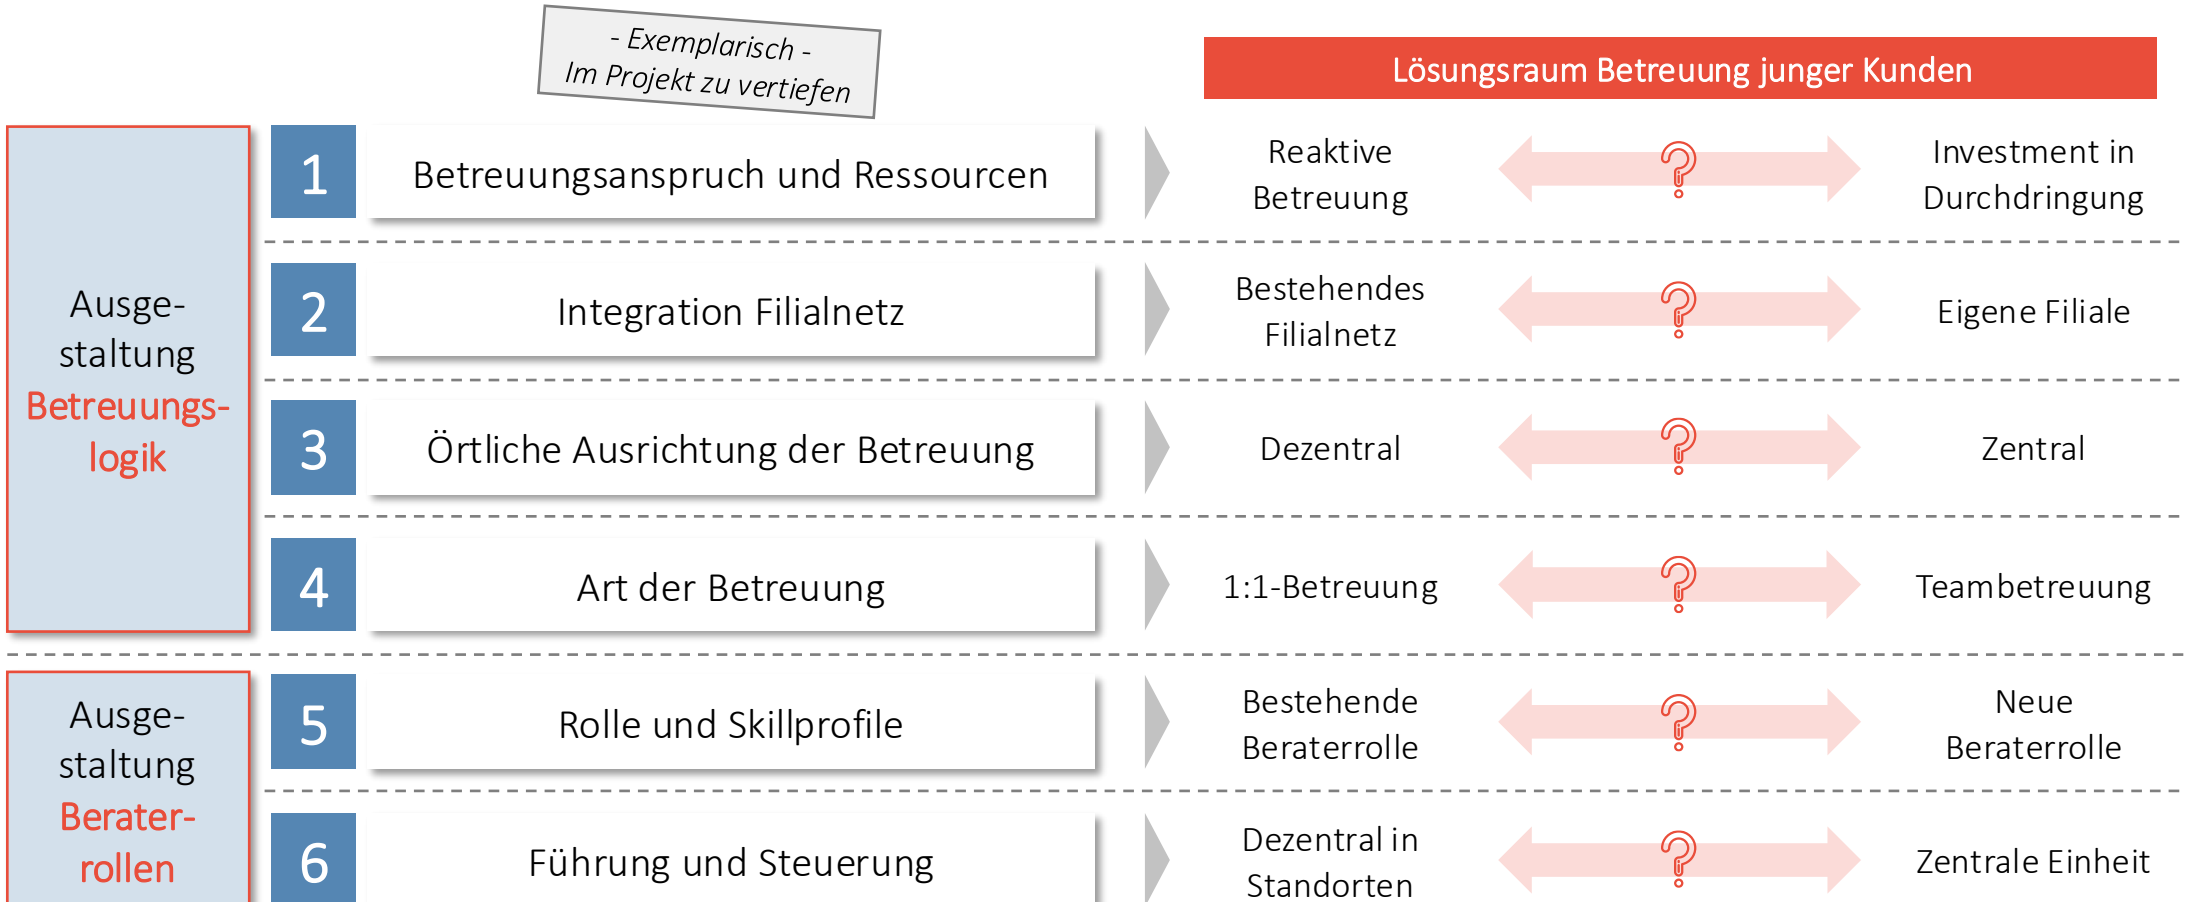 - Exemplarisch -
Im Projekt zu vertiefen
Lösungsraum Betreuung junger Kunden
Ausge-
staltung
Betreuungs-
logik
1
Betreuungsanspruch und Ressourcen
Reaktive
Betreuung
?
Investment in
Durchdringung
2
Integration Filialnetz
Bestehendes
Filialnetz
?
Eigene Filiale
3
Örtliche Ausrichtung der Betreuung
Dezentral
?
Zentral
4
Art der Betreuung
1:1-Betreuung
?
Teambetreuung
Ausge-
staltung
Berater-
rollen
5
Rolle und Skillprofile
Bestehende
Beraterrolle
?
Neue
Beraterrolle
6
Führung und Steuerung
Dezentral in
Standorten
?
Zentrale Einheit